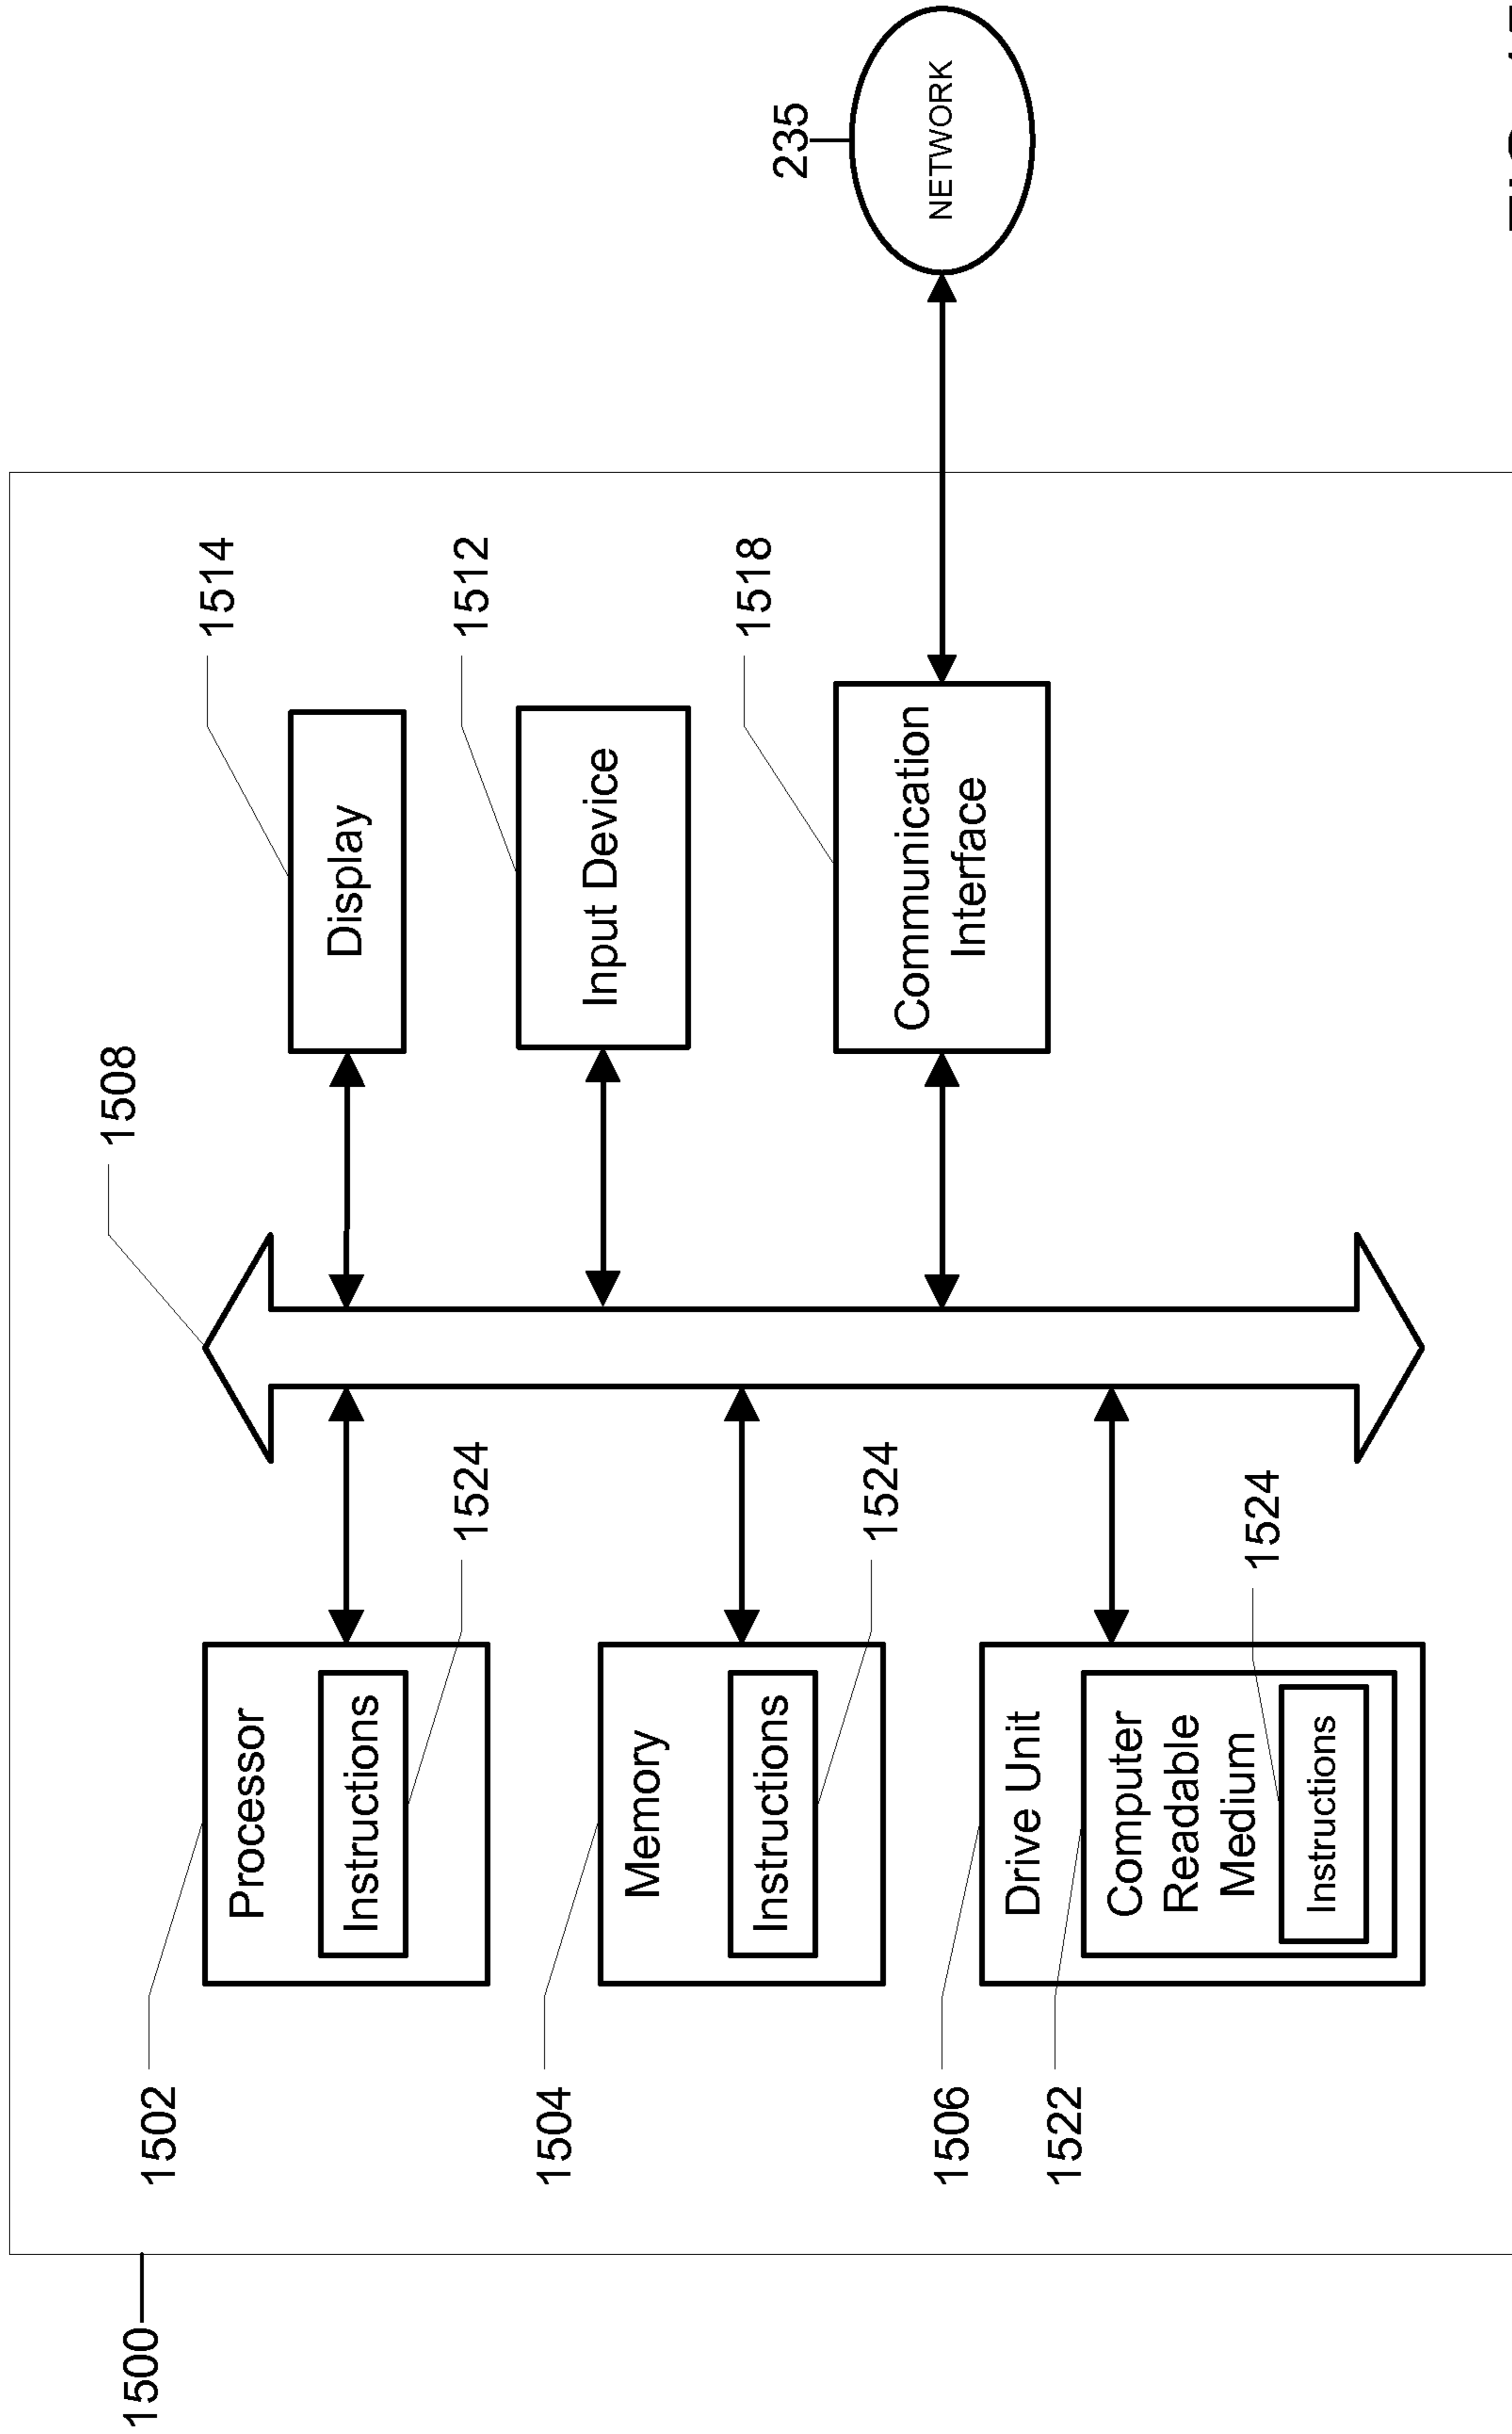 1500
1502
Processor
Instructions
1524
1504
Memory
Instructions
1524
1506
Drive Unit
1522
Computer
Readable
Medium
Instructions
1524
1508
1514
Display
1512
Input Device
1518
Communication
Interface
235
NETWORK